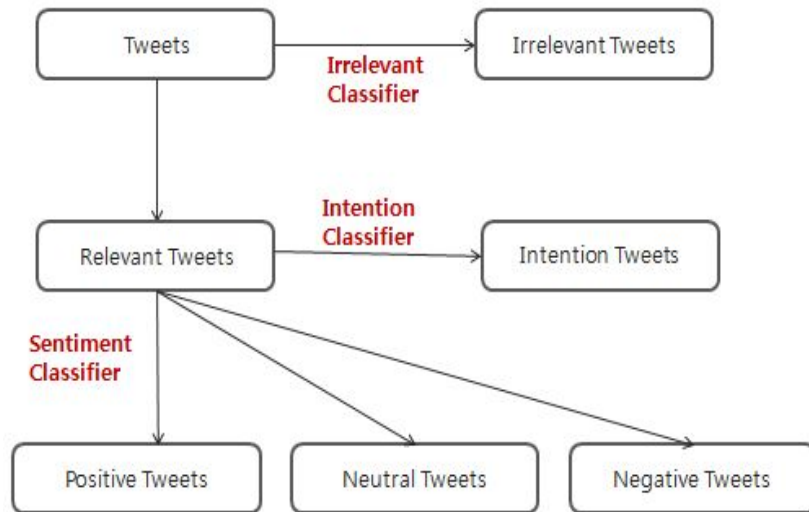 Tweets
Irrelevant Tweets
Irrelevant
Classifier
Intention
Classifier
Relevant Tweets
Intention Tweets
Sentiment
Classifier
Positive Tweets
Neutral Tweets
Negative Tweets